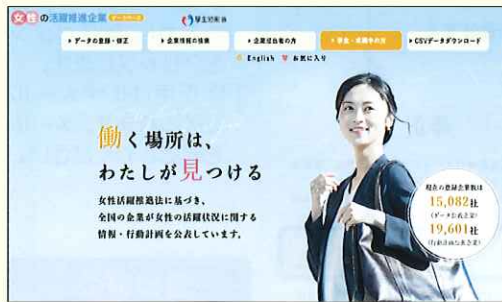 女性の活躍推進企業 データベース
厚生労働省
▶ データの登録・修正
▶ 企業情報の検索
▶ 企業担当者の方
▶ 学生・求職中の方
▶ CSVデータダウンロード
English
お気に入り
働く場所は、
わたしが見つける
女性活躍推進法に基づき、
全国の企業が女性の活躍状況に関する
情報・行動計画を公表しています。
現在の登録企業数は
15,082社
(データ公表企業)
19,601社
(行動計画公表企業)